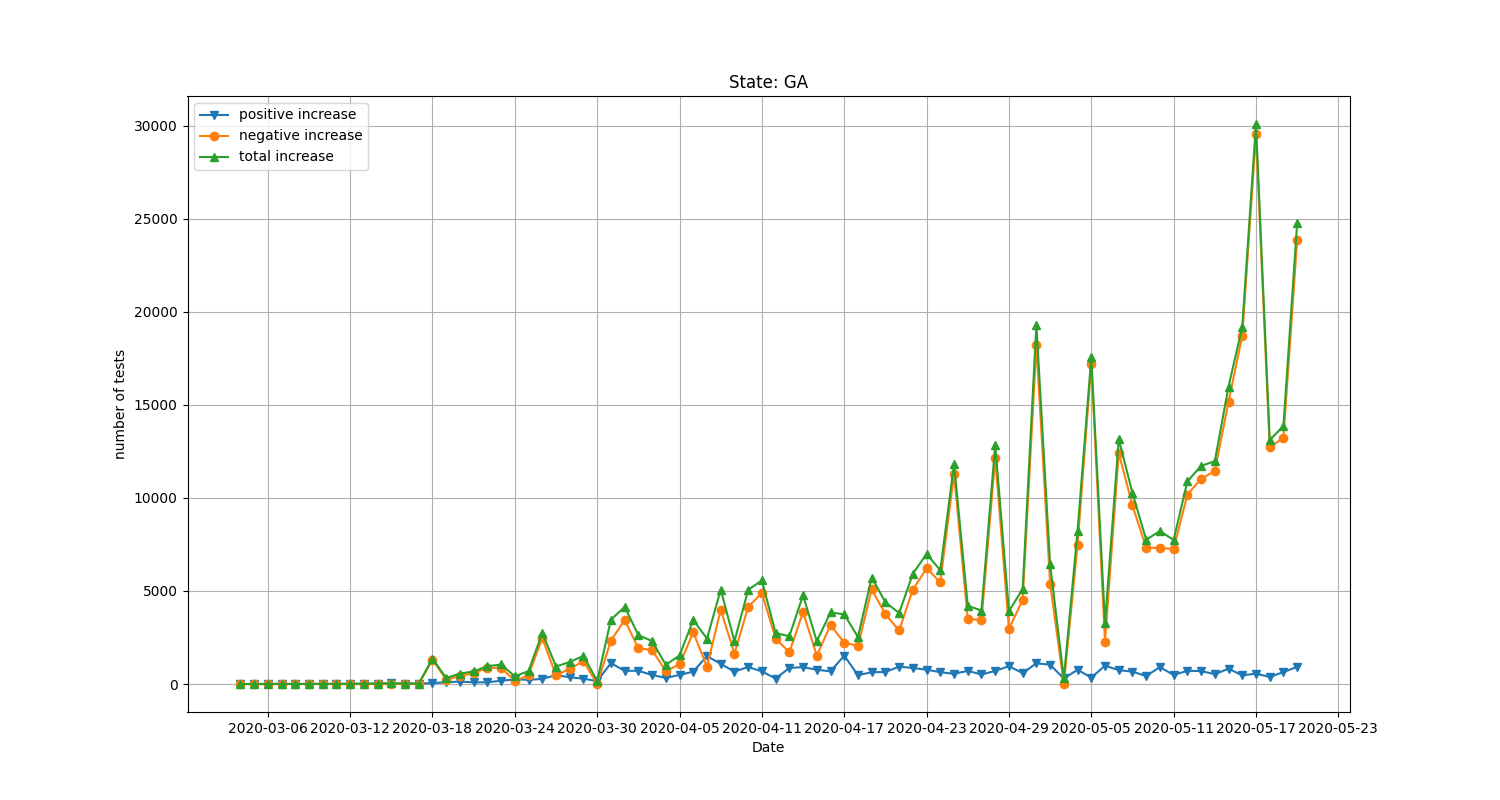 State: GA
positive increase
negative increase
total increase
30000
25000
20000
15000
10000
5000
0
number of tests
2020-03-06 2020-03-12 2020-03-18 2020-03-24 2020-03-30 2020-04-05 2020-04-11 2020-04-17 2020-04-23 2020-04-29 2020-05-05 2020-05-11 2020-05-17 2020-05-23
Date